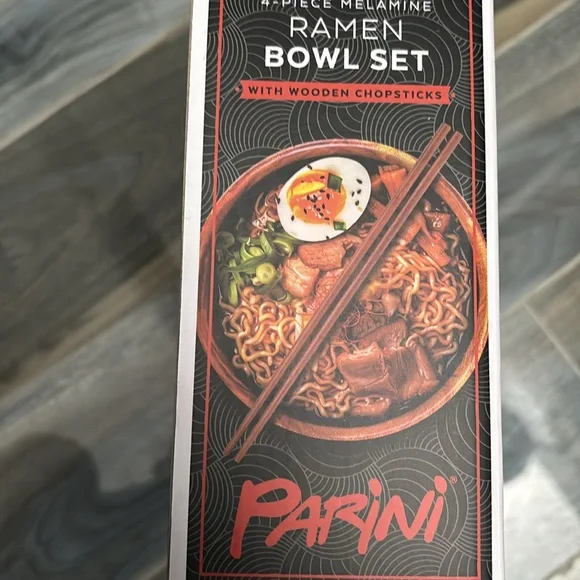 4-PIECE MELAMINE
RAMEN
BOWL SET
WITH WOODEN CHOPSTICKS
PARINI®